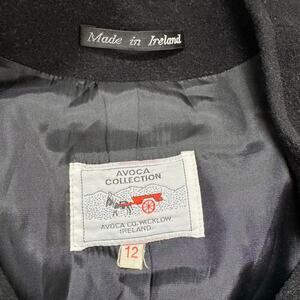 Made in Ireland
AVOCA
COLLECTION
AVOCA CO. WICKLOW
IRELAND
12